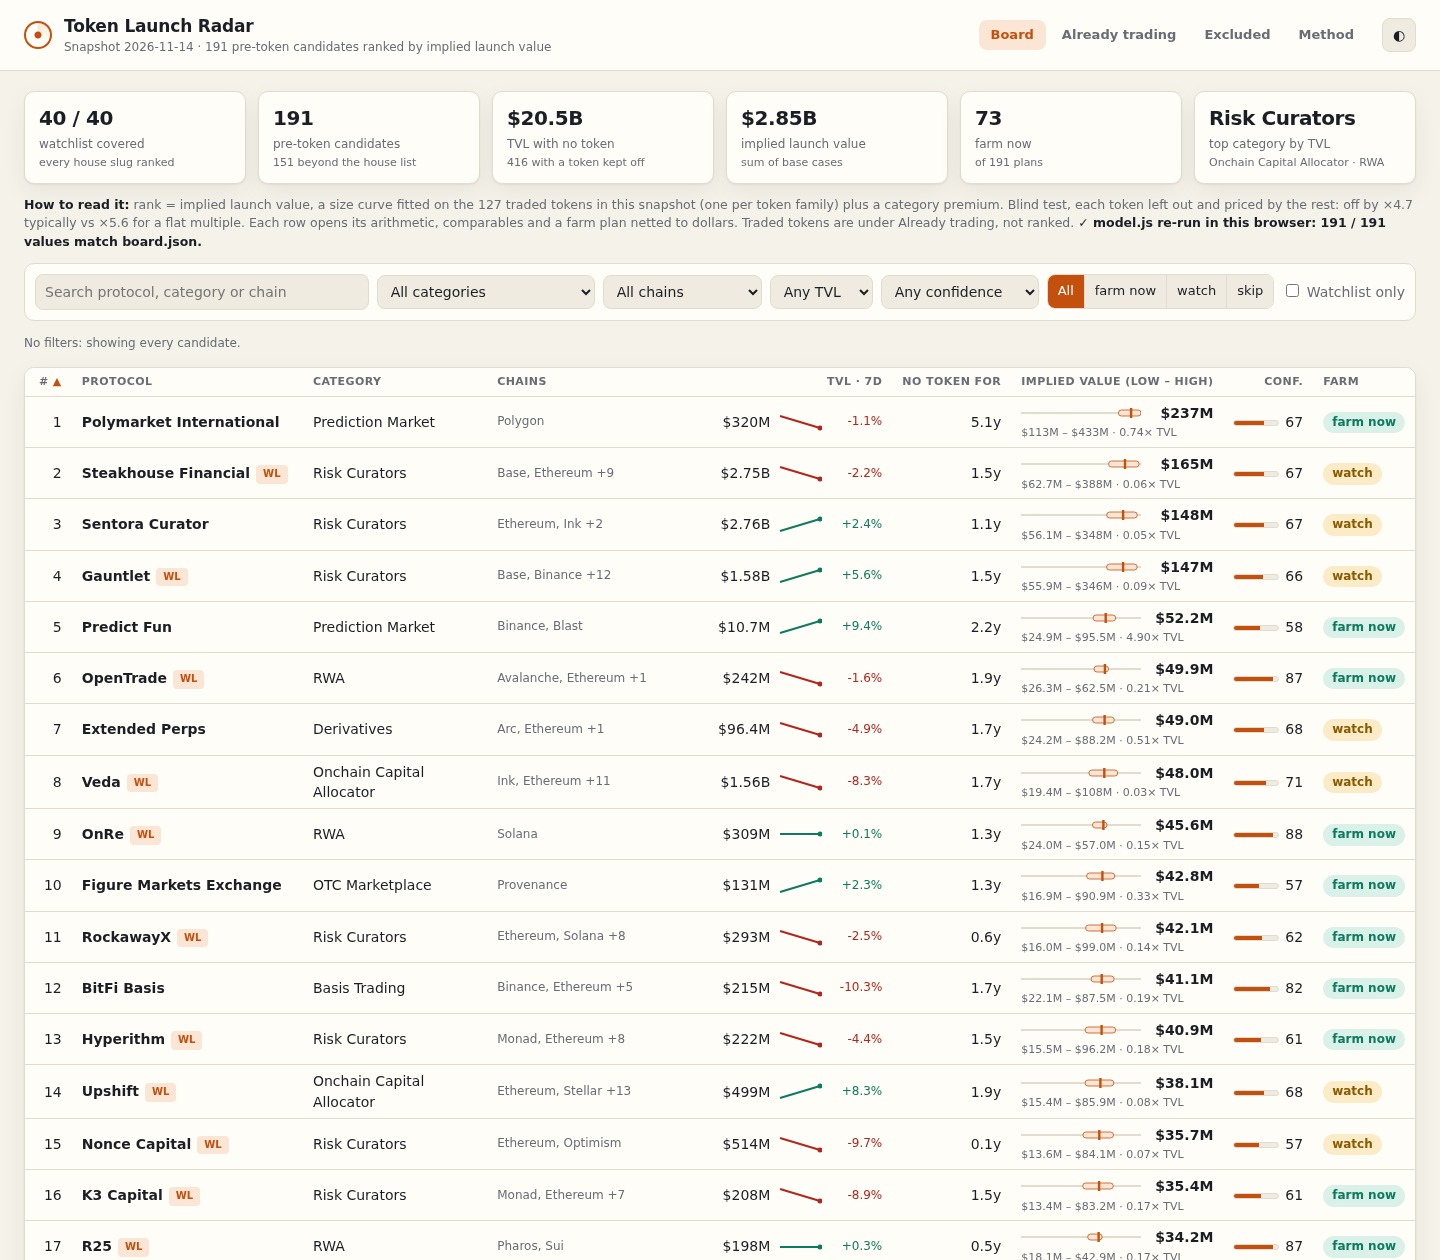 Token Launch Radar
Snapshot 2026-11-14 · 191 pre-token candidates ranked by implied launch value
Board Already trading Excluded Method
40 / 40
watchlist covered
every house slug ranked
191
pre-token candidates
151 beyond the house list
$20.5B
TVL with no token
416 with a token kept off
$2.85B
implied launch value
sum of base cases
73
farm now
of 191 plans
Risk Curators
top category by TVL
Onchain Capital Allocator · RWA
How to read it: rank = implied launch value, a size curve fitted on the 127 traded tokens in this snapshot (one per token family) plus a category premium. Blind test, each token left out and priced by the rest: off by ×4.7
typically vs ×5.6 for a flat multiple. Each row opens its arithmetic, comparables and a farm plan netted to dollars. Traded tokens are under Already trading, not ranked. ✓ model.js re-run in this browser: 191 / 191
values match board.json.
Search protocol, category or chain All categories All chains Any TVL Any confidence All farm now watch skip Watchlist only
No filters: showing every candidate.
# ▲ PROTOCOL CATEGORY CHAINS TVL · 7D NO TOKEN FOR IMPLIED VALUE (LOW – HIGH) CONF. FARM
1 Polymarket International Prediction Market Polygon $320M -1.1% 5.1y $237M 67 farm now
$113M – $433M · 0.74× TVL
2 Steakhouse Financial WL Risk Curators Base, Ethereum +9 $2.75B -2.2% 1.5y $165M 67 watch
$62.7M – $388M · 0.06× TVL
3 Sentora Curator Risk Curators Ethereum, Ink +2 $2.76B +2.4% 1.1y $148M 67 watch
$56.1M – $348M · 0.05× TVL
4 Gauntlet WL Risk Curators Base, Binance +12 $1.58B +5.6% 1.5y $147M 66 watch
$55.9M – $346M · 0.09× TVL
5 Predict Fun Prediction Market Binance, Blast $10.7M +9.4% 2.2y $52.2M 58 farm now
$24.9M – $95.5M · 4.90× TVL
6 OpenTrade WL RWA Avalanche, Ethereum +1 $242M -1.6% 1.9y $49.9M 87 farm now
$26.3M – $62.5M · 0.21× TVL
7 Extended Perps Derivatives Arc, Ethereum +1 $96.4M -4.9% 1.7y $49.0M 68 watch
$24.2M – $88.2M · 0.51× TVL
8 Veda WL Onchain Capital Allocator Ink, Ethereum +11 $1.56B -8.3% 1.7y $48.0M 71 watch
$19.4M – $108M · 0.03× TVL
9 OnRe WL RWA Solana $309M +0.1% 1.3y $45.6M 88 farm now
$24.0M – $57.0M · 0.15× TVL
10 Figure Markets Exchange OTC Marketplace Provenance $131M +2.3% 1.3y $42.8M 57 farm now
$16.9M – $90.9M · 0.33× TVL
11 RockawayX WL Risk Curators Ethereum, Solana +8 $293M -2.5% 0.6y $42.1M 62 farm now
$16.0M – $99.0M · 0.14× TVL
12 BitFi Basis Basis Trading Binance, Ethereum +5 $215M -10.3% 1.7y $41.1M 82 farm now
$22.1M – $87.5M · 0.19× TVL
13 Hyperithm WL Risk Curators Monad, Ethereum +8 $222M -4.4% 1.5y $40.9M 61 farm now
$15.5M – $96.2M · 0.18× TVL
14 Upshift WL Onchain Capital Allocator Ethereum, Stellar +13 $499M +8.3% 1.9y $38.1M 68 watch
$15.4M – $85.9M · 0.08× TVL
15 Nonce Capital WL Risk Curators Ethereum, Optimism $514M -9.7% 0.1y $35.7M 57 watch
$13.6M – $84.1M · 0.07× TVL
16 K3 Capital WL Risk Curators Monad, Ethereum +7 $208M -8.9% 1.5y $35.4M 61 farm now
$13.4M – $83.2M · 0.17× TVL
17 R25 WL RWA Pharos, Sui $198M +0.3% 0.5y $34.2M 87 farm now
$18.1M – $42.9M · 0.17× TVL